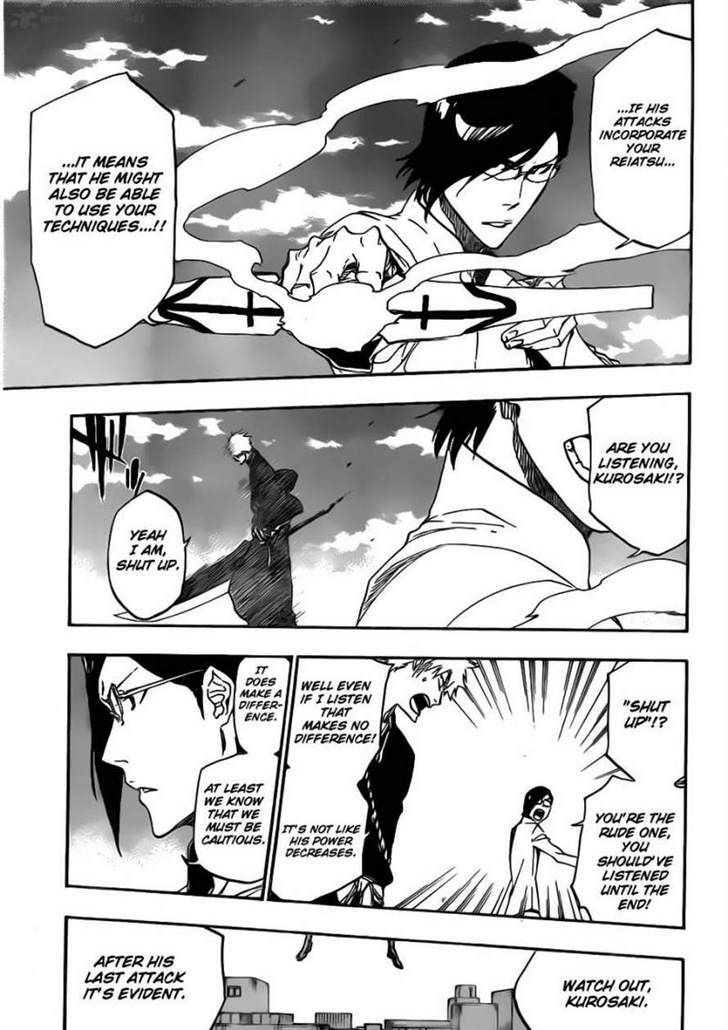 ...IF HIS
ATTACKS
INCORPORATE
YOUR
REIATSU...
...IT MEANS
THAT HE MIGHT
ALSO BE ABLE
TO USE YOUR
TECHNIQUES...!!
ARE YOU
LISTENING,
KUROSAKI!?
YEAH
I AM,
SHUT UP.
"SHUT
UP"!?
YOU'RE THE
RUDE ONE,
YOU
SHOULD'VE
LISTENED
UNTIL THE
END!
WELL EVEN
IF I LISTEN
THAT
MAKES NO
DIFFERENCE!
IT'S NOT LIKE
HIS POWER
DECREASES.
IT
DOES
MAKE A
DIFFER-
ENCE.
AT LEAST
WE KNOW
THAT WE
MUST BE
CAUTIOUS.
WATCH OUT,
KUROSAKI.
AFTER HIS
LAST ATTACK
IT'S EVIDENT.